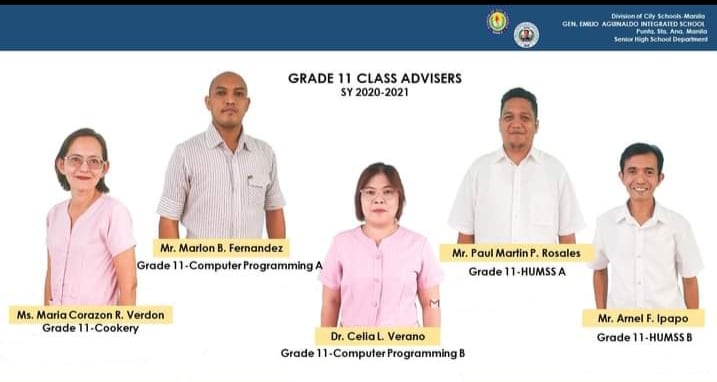 Division of City Schools-Manila
GEN. EMILIO AGUINALDO INTEGRATED SCHOOL
Punta, Sta. Ana, Manila
Senior High School Department
GRADE 11 CLASS ADVISERS
SY 2020-2021
Mr. Marlon B. Fernandez
Grade 11-Computer Programming A
Mr. Paul Martin P. Rosales
Grade 11-HUMSS A
Ms. Maria Corazon R. Verdon
Grade 11-Cookery
Dr. Celia L. Verano
Grade 11-Computer Programming B
Mr. Arnel F. Ipapo
Grade 11-HUMSS B